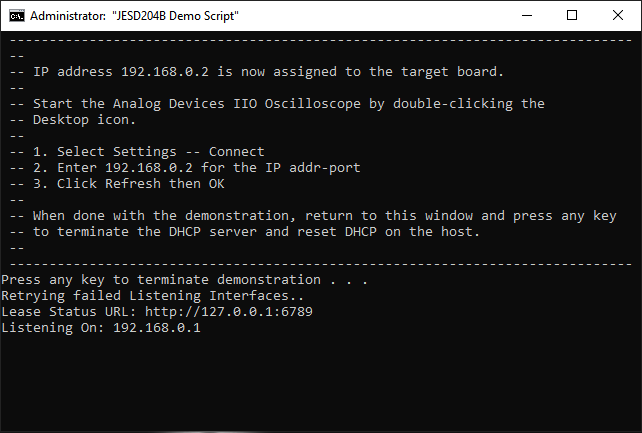 Administrator: "JESD204B Demo Script"
-------------------------------------------------------------------------------
--
-- IP address 192.168.0.2 is now assigned to the target board.
--
-- Start the Analog Devices IIO Oscilloscope by double-clicking the
-- Desktop icon.
--
-- 1. Select Settings -- Connect
-- 2. Enter 192.168.0.2 for the IP addr-port
-- 3. Click Refresh then OK
--
-- When done with the demonstration, return to this window and press any key
-- to terminate the DHCP server and reset DHCP on the host.
--
-------------------------------------------------------------------------------
Press any key to terminate demonstration . . .
Retrying failed Listening Interfaces..
Lease Status URL: http://127.0.0.1:6789
Listening On: 192.168.0.1